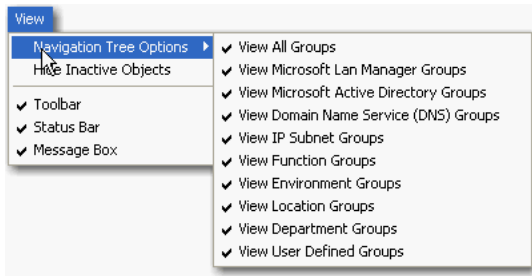 View
Navigation Tree Options
Hide Inactive Objects
Toolbar
Status Bar
Message Box
View All Groups
View Microsoft Lan Manager Groups
View Microsoft Active Directory Groups
View Domain Name Service (DNS) Groups
View IP Subnet Groups
View Function Groups
View Environment Groups
View Location Groups
View Department Groups
View User Defined Groups